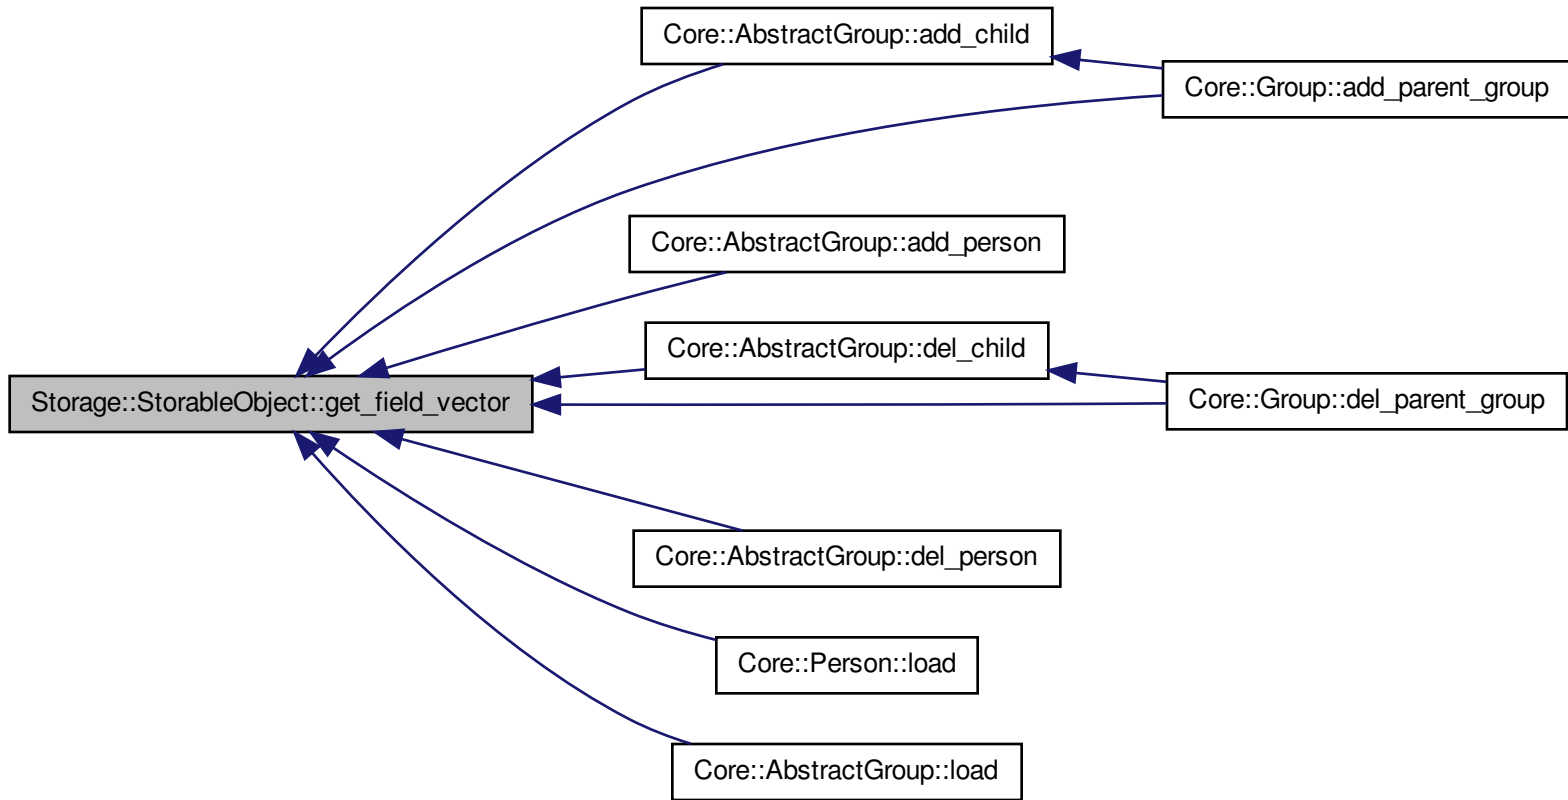 Core::AbstractGroup::add_child
Core::Group::add_parent_group
Core::AbstractGroup::add_person
Core::AbstractGroup::del_child
Storage::StorableObject::get_field_vector
Core::Group::del_parent_group
Core::AbstractGroup::del_person
Core::Person::load
Core::AbstractGroup::load